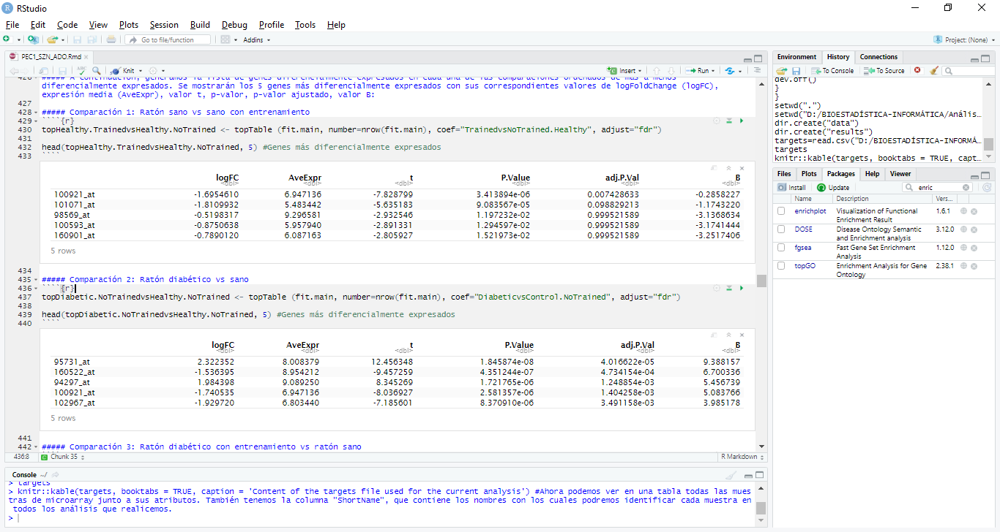 RStudio
File Edit Code View Plots Session Build Debug Profile Tools Help
Go to file/function Addins Project: (None)
PEC1_SZN_ADO.Rmd
ABC Knit Insert Run
426 ##### A continuación, generamos la lista de genes diferencialmente expresados en cada una de las comparaciones ordenados de más a menos
diferencialmente expresados. Se mostrarán los 5 genes más diferencialmente expresados con sus correspondientes valores de logFoldChange (logFC),
expresión media (AveExpr), valor t, p-valor, p-valor ajustado, valor B:
427
428 ##### Comparación 1: Ratón sano vs sano con entrenamiento
429 ````{r}
430 topHealthy.TrainedvsHealthy.NoTrained <- topTable (fit.main, number=nrow(fit.main), coef="TrainedvsNoTrained.Healthy", adjust="fdr")
431
432 head(topHealthy.TrainedvsHealthy.NoTrained, 5) #Genes más diferencialmente expresados
433 ````
logFC AveExpr t P.Value adj.P.Val B
<dbl> <dbl> <dbl> <dbl> <dbl> <dbl>
100921_at -1.6954610 6.947136 -7.828799 3.413894e-06 0.007428633 -0.2858227
101071_at -1.8109932 5.483442 -5.635183 9.083567e-05 0.098829213 -1.1743220
98569_at -0.5198317 9.296581 -2.932546 1.197232e-02 0.999521589 -3.1368634
100593_at -0.8750638 5.957940 -2.891331 1.294597e-02 0.999521589 -3.1741444
160901_at -0.7890120 6.087163 -2.805927 1.521973e-02 0.999521589 -3.2517406
5 rows
434
435 ##### Comparación 2: Ratón diabético vs sano
436 ````{r}
437 topDiabetic.NoTrainedvsHealthy.NoTrained <- topTable (fit.main, number=nrow(fit.main), coef="DiabeticvsControl.NoTrained", adjust="fdr")
438
439 head(topDiabetic.NoTrainedvsHealthy.NoTrained, 5) #Genes más diferencialmente expresados
440 ````
logFC AveExpr t P.Value adj.P.Val B
<dbl> <dbl> <dbl> <dbl> <dbl> <dbl>
95731_at 2.322352 8.008379 12.456348 1.845874e-08 4.016622e-05 9.388157
160522_at -1.536395 8.954212 -9.457259 4.351244e-07 4.734154e-04 6.700336
94297_at 1.984398 9.089250 8.345269 1.721765e-06 1.248854e-03 5.456739
100921_at -1.740535 6.947136 -8.036927 2.581357e-06 1.404258e-03 5.083766
102967_at -1.929720 6.803440 -7.185601 8.370910e-06 3.491158e-03 3.985178
5 rows
441
442 ##### Comparación 3: Ratón diabético con entrenamiento vs ratón sano
436:8 Chunk 35 R Markdown
Console ~/
> targets
> knitr::kable(targets, booktabs = TRUE, caption = 'Content of the targets file used for the current analysis') #Ahora podemos ver en una tabla todas las mues
tras de microarray junto a sus atributos. También tenemos la columna "ShortName", que contiene los nombres con los cuales podremos identificar cada muestra en
todos los análisis que realicemos.
>
Environment History Connections
To Console To Source
dev.off()
}
}
setwd(".")
setwd("D:/BIOESTADÍSTICA-INFORMÁTICA/Anális...
dir.create("data")
dir.create("results")
targets=read.csv("D:/BIOESTADÍSTICA-INFORMÁ...
targets
knitr::kable(targets, booktabs = TRUE, capt...
Files Plots Packages Help Viewer
Install Update enric
Name Description Vers...
enrichplot Visualization of Functional Enrichment Result 1.6.1
DOSE Disease Ontology Semantic and Enrichment analysis 3.12.0
fgsea Fast Gene Set Enrichment Analysis 1.12.0
topGO Enrichment Analysis for Gene Ontology 2.38.1